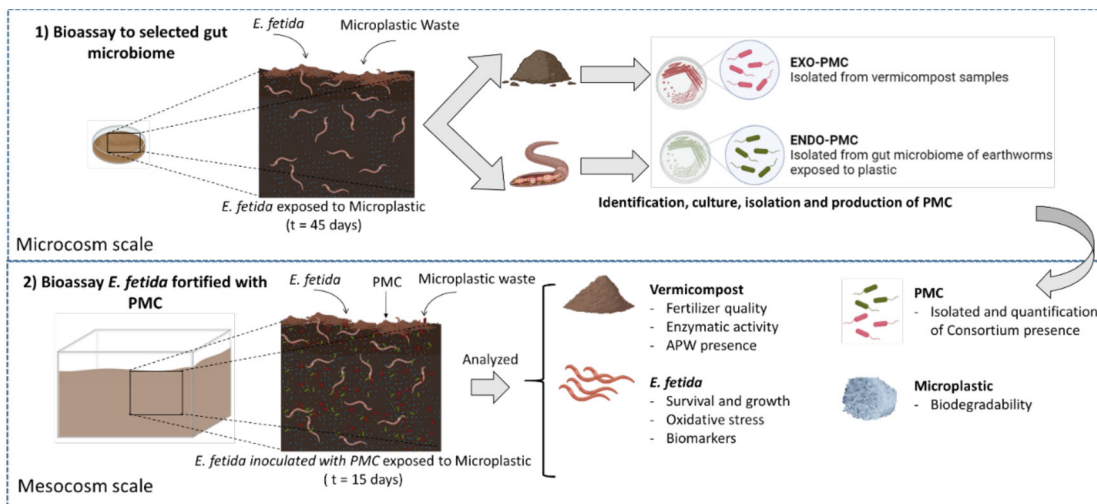 1) Bioassay to selected gut
microbiome
E. fetida
Microplastic Waste
E. fetida exposed to Microplastic
(t = 45 days)
EXO-PMC
Isolated from vermicompost samples
ENDO-PMC
Isolated from gut microbiome of earthworms
exposed to plastic
Identification, culture, isolation and production of PMC
Microcosm scale
2) Bioassay E. fetida fortified with
PMC
E. fetida
PMC
Microplastic waste
E. fetida inoculated with PMC exposed to Microplastic
( t = 15 days)
Analyzed
Vermicompost
- Fertilizer quality
- Enzymatic activity
- APW presence
E. fetida
- Survival and growth
- Oxidative stress
- Biomarkers
PMC
- Isolated and quantification
of Consortium presence
Microplastic
- Biodegradability
Mesocosm scale